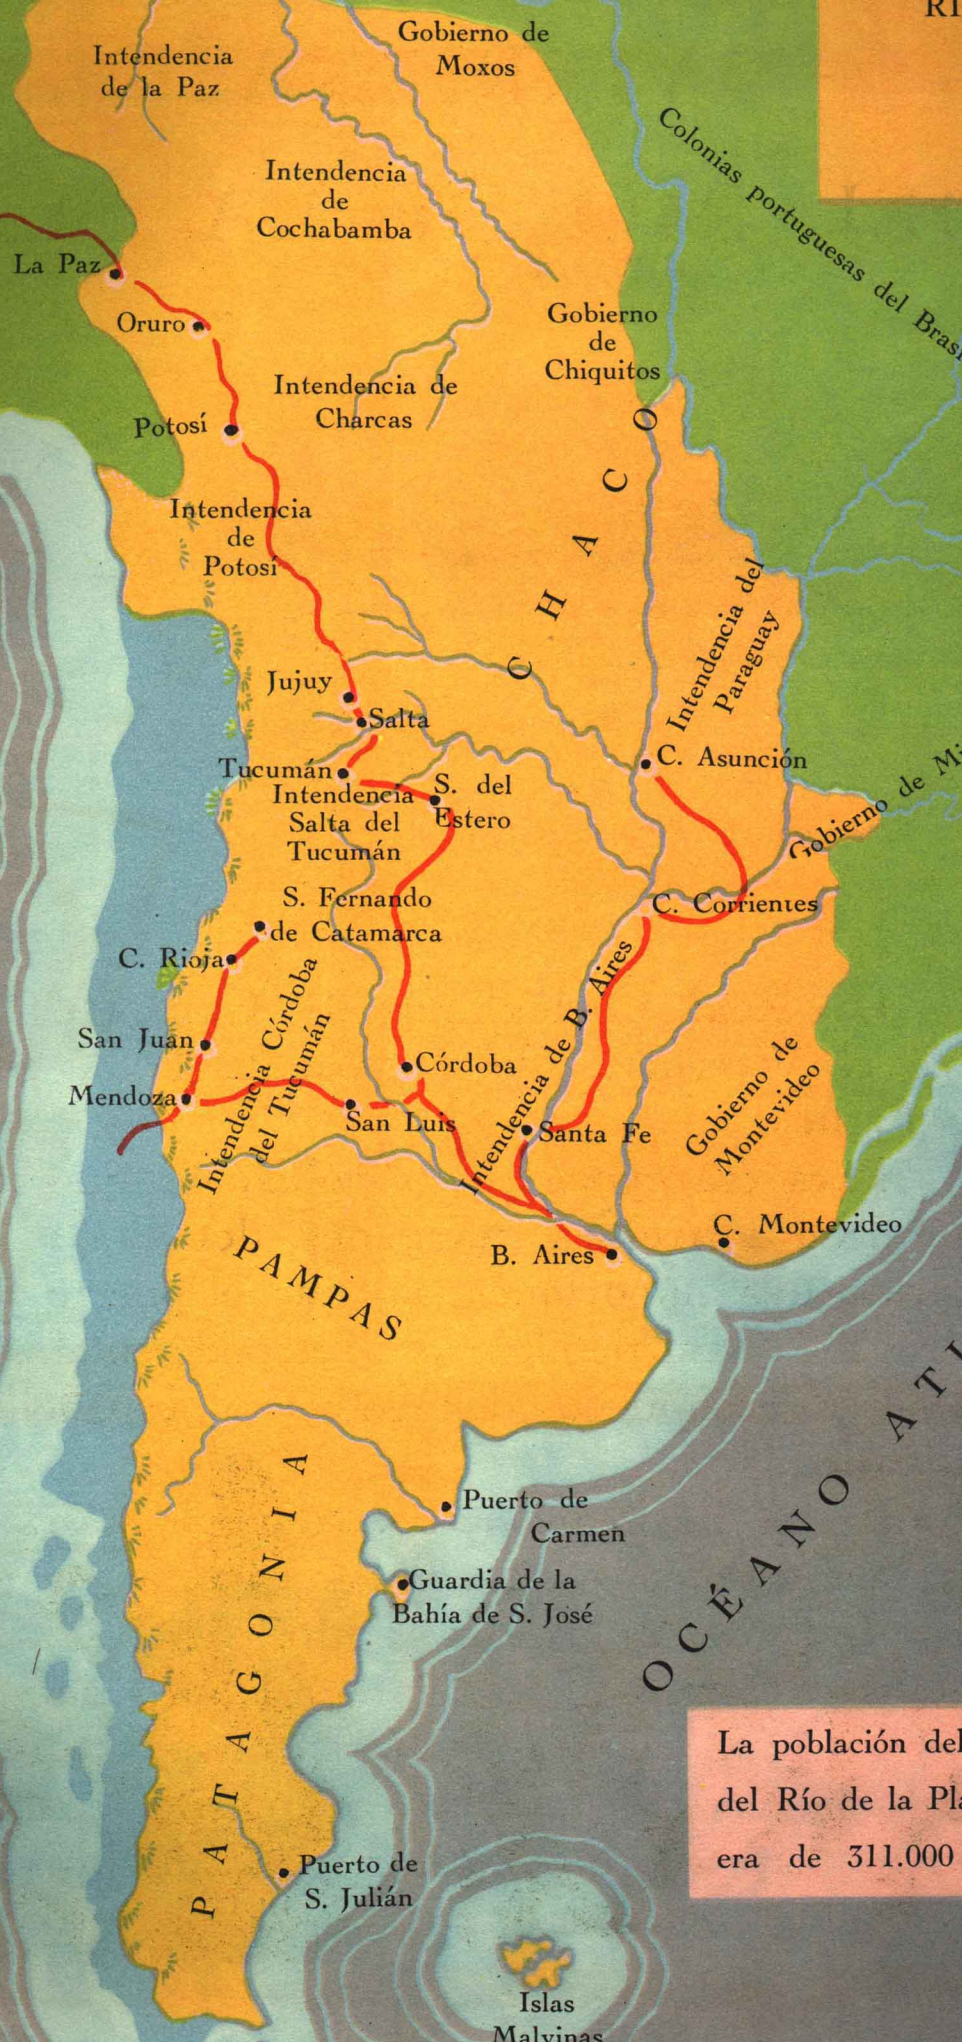 RI
Intendencia
de la Paz
Gobierno de
Moxos
Colonias portuguesas del Brasi
Intendencia
de
Cochabamba
La Paz
Oruro
Gobierno
de
Chiquitos
Intendencia de
Charcas
Potosí
CHACO
Intendencia
de
Potosí
Intendencia del
Paraguay
Jujuy
Salta
Tucumán
C. Asunción
Gobierno de Mi
S. del
Estero
Intendencia
Salta del
Tucumán
S. Fernando
de Catamarca
C. Corrientes
C. Rioja
Intendencia Córdoba
del Tucumán
Intendencia de B. Aires
San Juan
Córdoba
Gobierno de
Montevideo
Mendoza
San Luis
Santa Fe
C. Montevideo
B. Aires
PAMPAS
OCÉANO ATL
PATAGONIA
Puerto de
Carmen
Guardia de la
Bahía de S. José
La población del
del Río de la Pla
era de 311.000
Puerto de
S. Julián
Islas
Malvinas